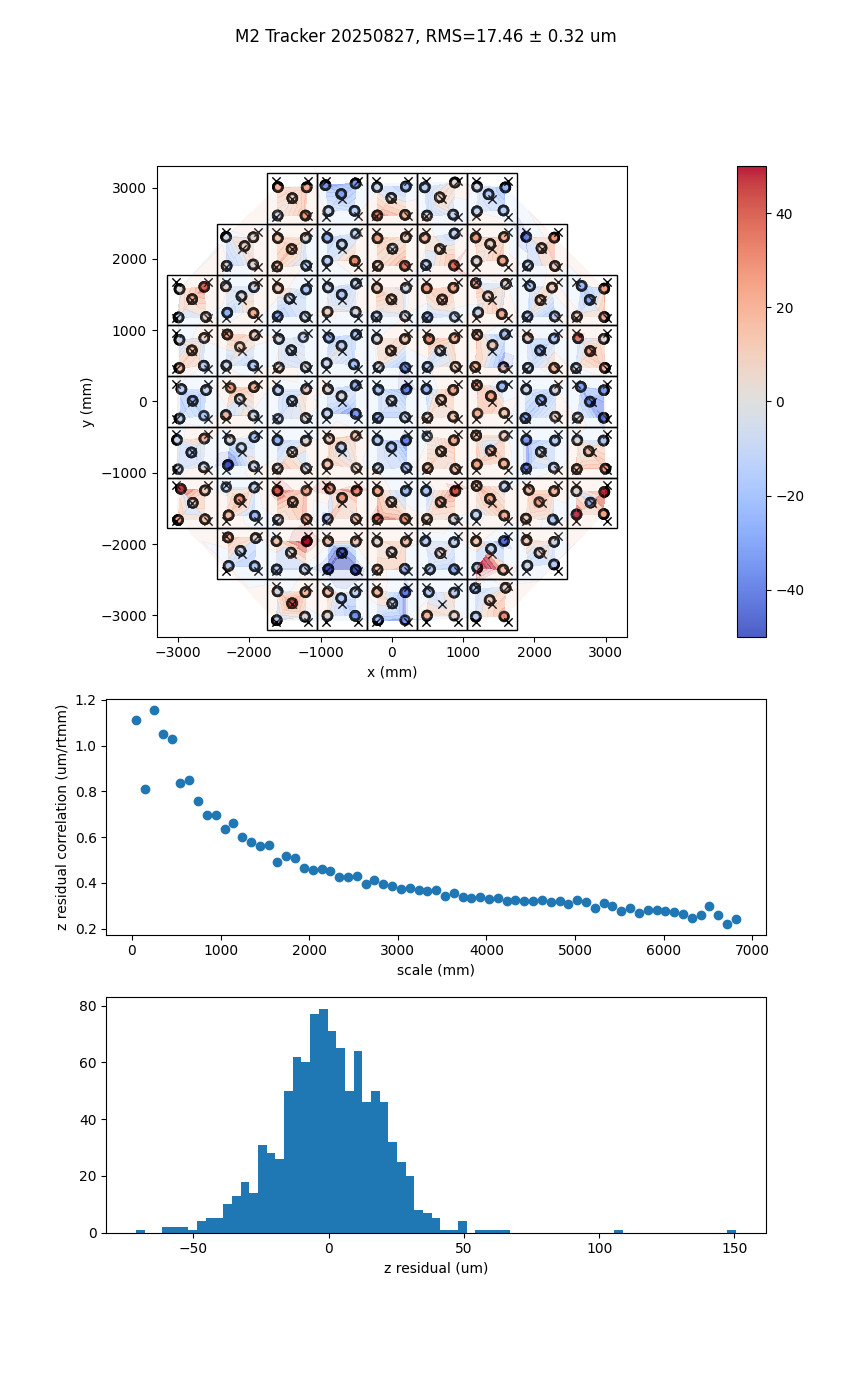 M2 Tracker 20250827, RMS=17.46 ± 0.32 um
3000
2000
1000
0
−1000
−2000
−3000
y (mm)
−3000 −2000 −1000 0 1000 2000 3000
x (mm)
40
20
0
−20
−40
1.2
1.0
0.8
0.6
0.4
0.2
z residual correlation (um/rtmm)
0 1000 2000 3000 4000 5000 6000 7000
scale (mm)
80
60
40
20
0
−50 0 50 100 150
z residual (um)